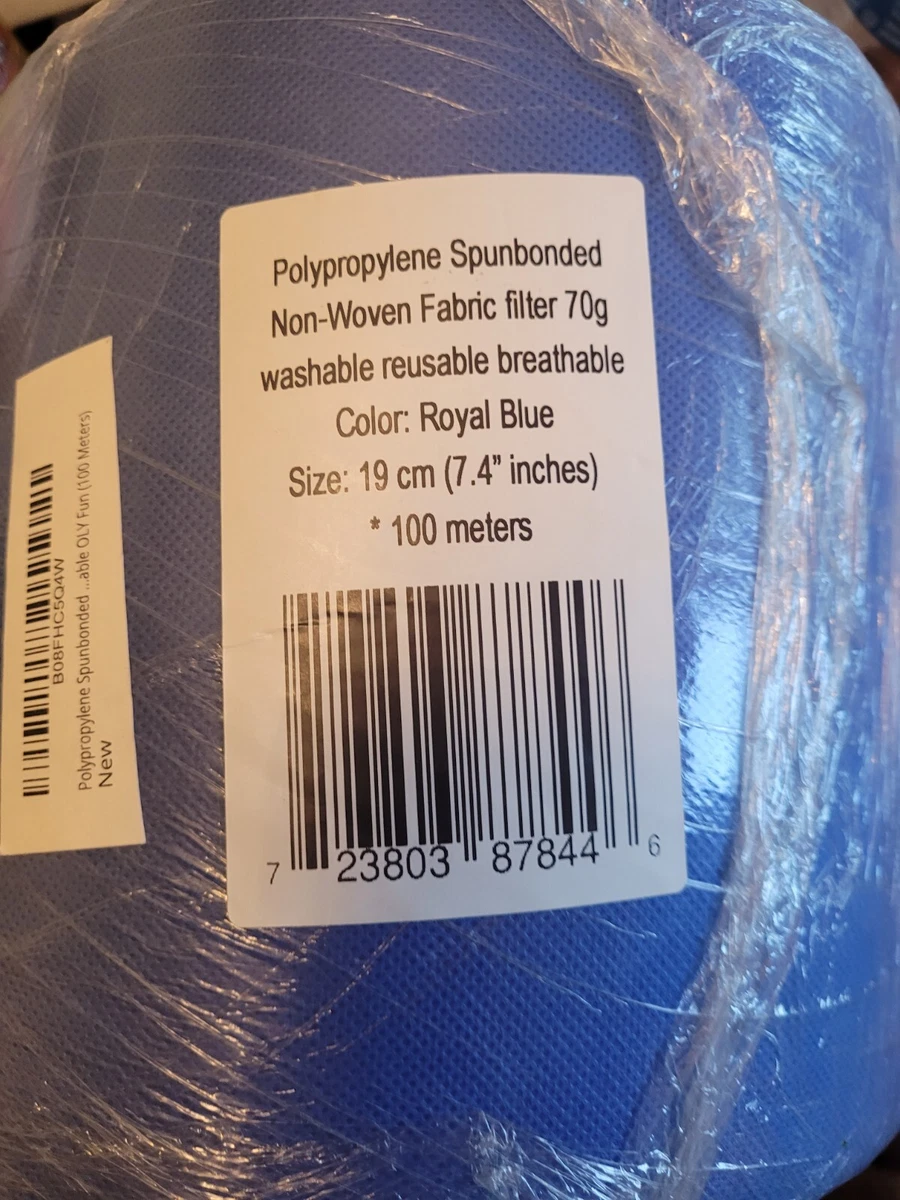 Polypropylene Spunbonded
Non-Woven Fabric filter 70g
washable reusable breathable
Color: Royal Blue
Size: 19 cm (7.4” inches)
* 100 meters
7 23803 87844 6
B08FHC5Q4W
Polypropylene Spunbonded ...able OLY Fun (100 Meters)
New